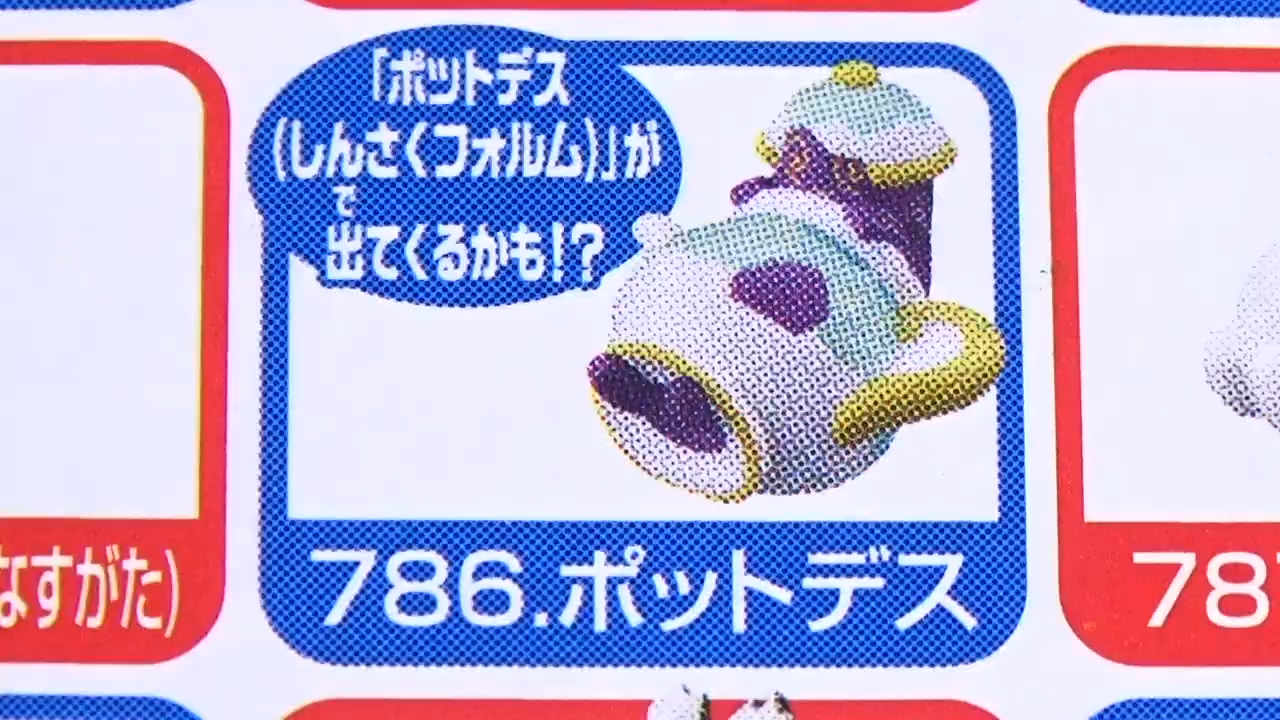 「ポットデス
(しんさくフォルム)」が
で
出てくるかも!?
なすがた)
786.ポットデス
78